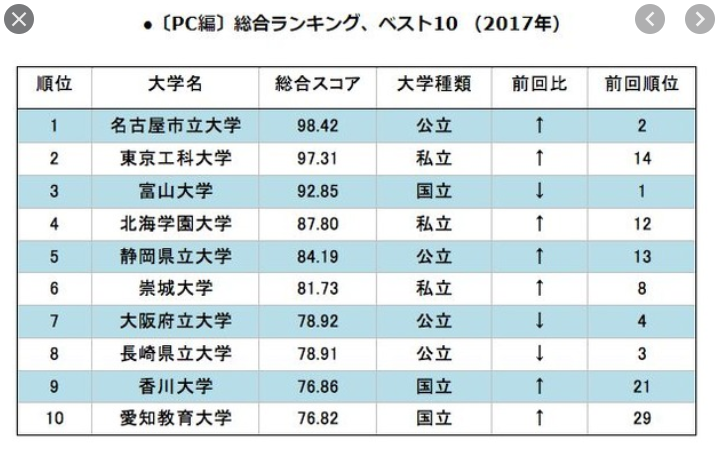 ●〔PC編〕総合ランキング、ベスト10 （2017年）
順位 大学名 総合スコア 大学種類 前回比 前回順位
1 名古屋市立大学 98.42 公立 ↑ 2
2 東京工科大学 97.31 私立 ↑ 14
3 富山大学 92.85 国立 ↓ 1
4 北海学園大学 87.80 私立 ↑ 12
5 静岡県立大学 84.19 公立 ↑ 13
6 崇城大学 81.73 私立 ↑ 8
7 大阪府立大学 78.92 公立 ↓ 4
8 長崎県立大学 78.91 公立 ↓ 3
9 香川大学 76.86 国立 ↑ 21
10 愛知教育大学 76.82 国立 ↑ 29